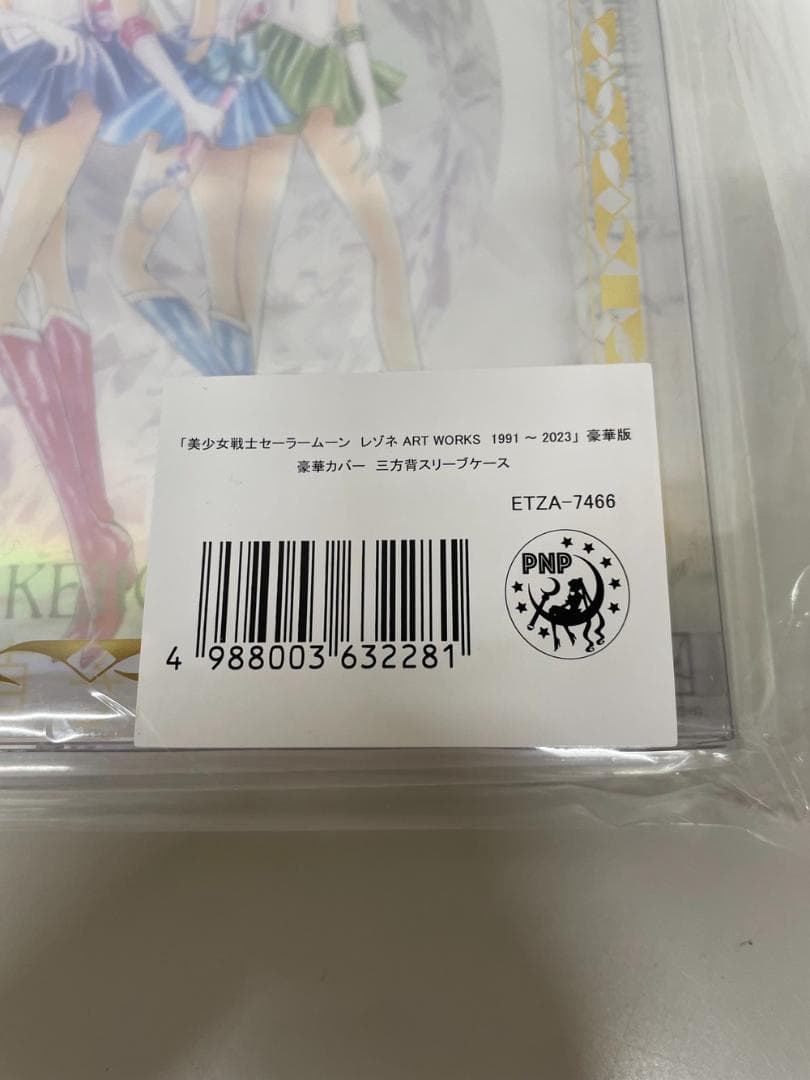 「美少女戦士セーラームーン レゾネ ART WORKS 1991 ~ 2023」豪華版
豪華カバー 三方背スリーブケース
ETZA-7466
PNP
4 988003 632281